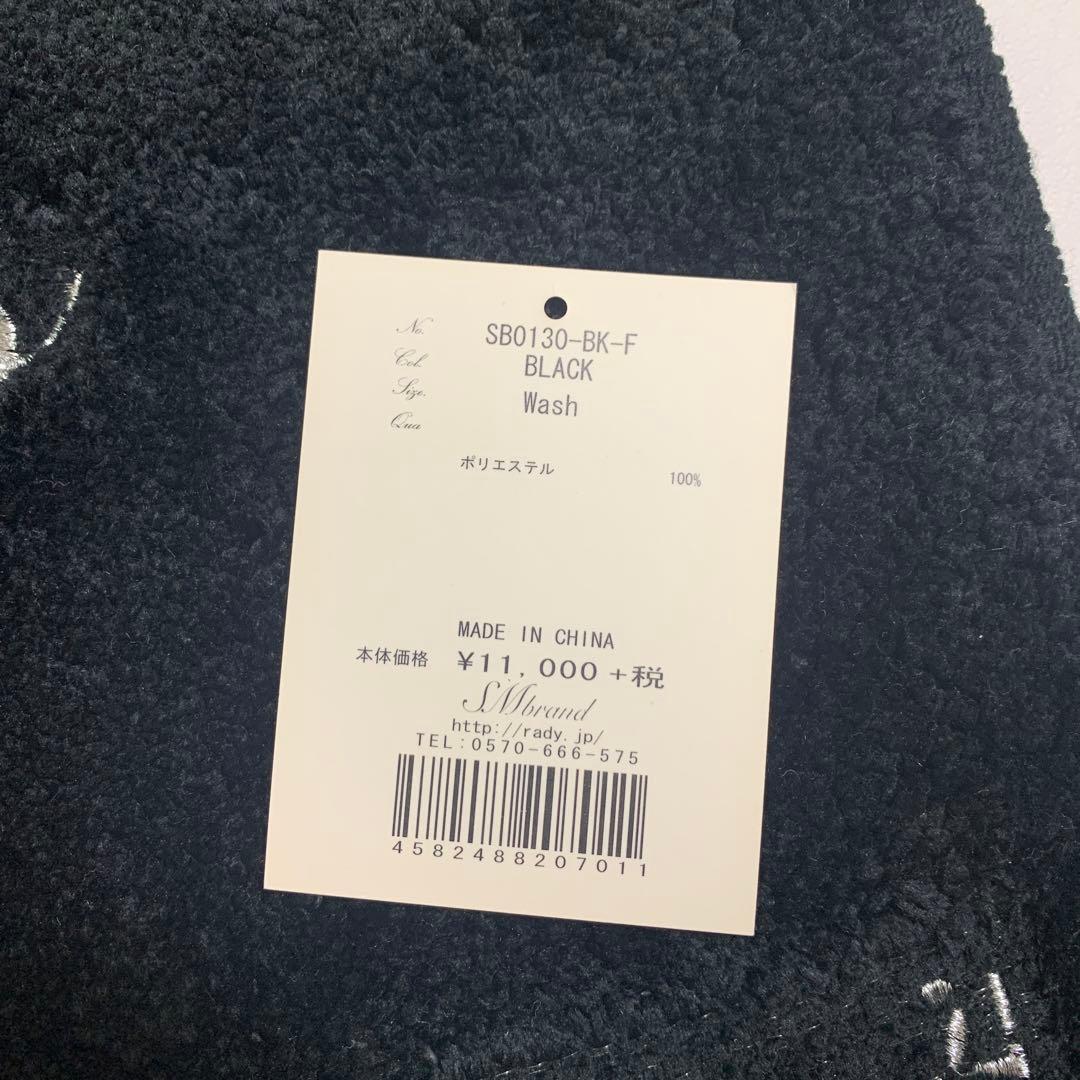 No. SB0130-BK-F
Col. BLACK
Size. Wash
Qua
ポリエステル 100%
MADE IN CHINA
本体価格 ¥11,000+税
SMbrand
http://rady.jp/
TEL:0570-666-575
4582488207011